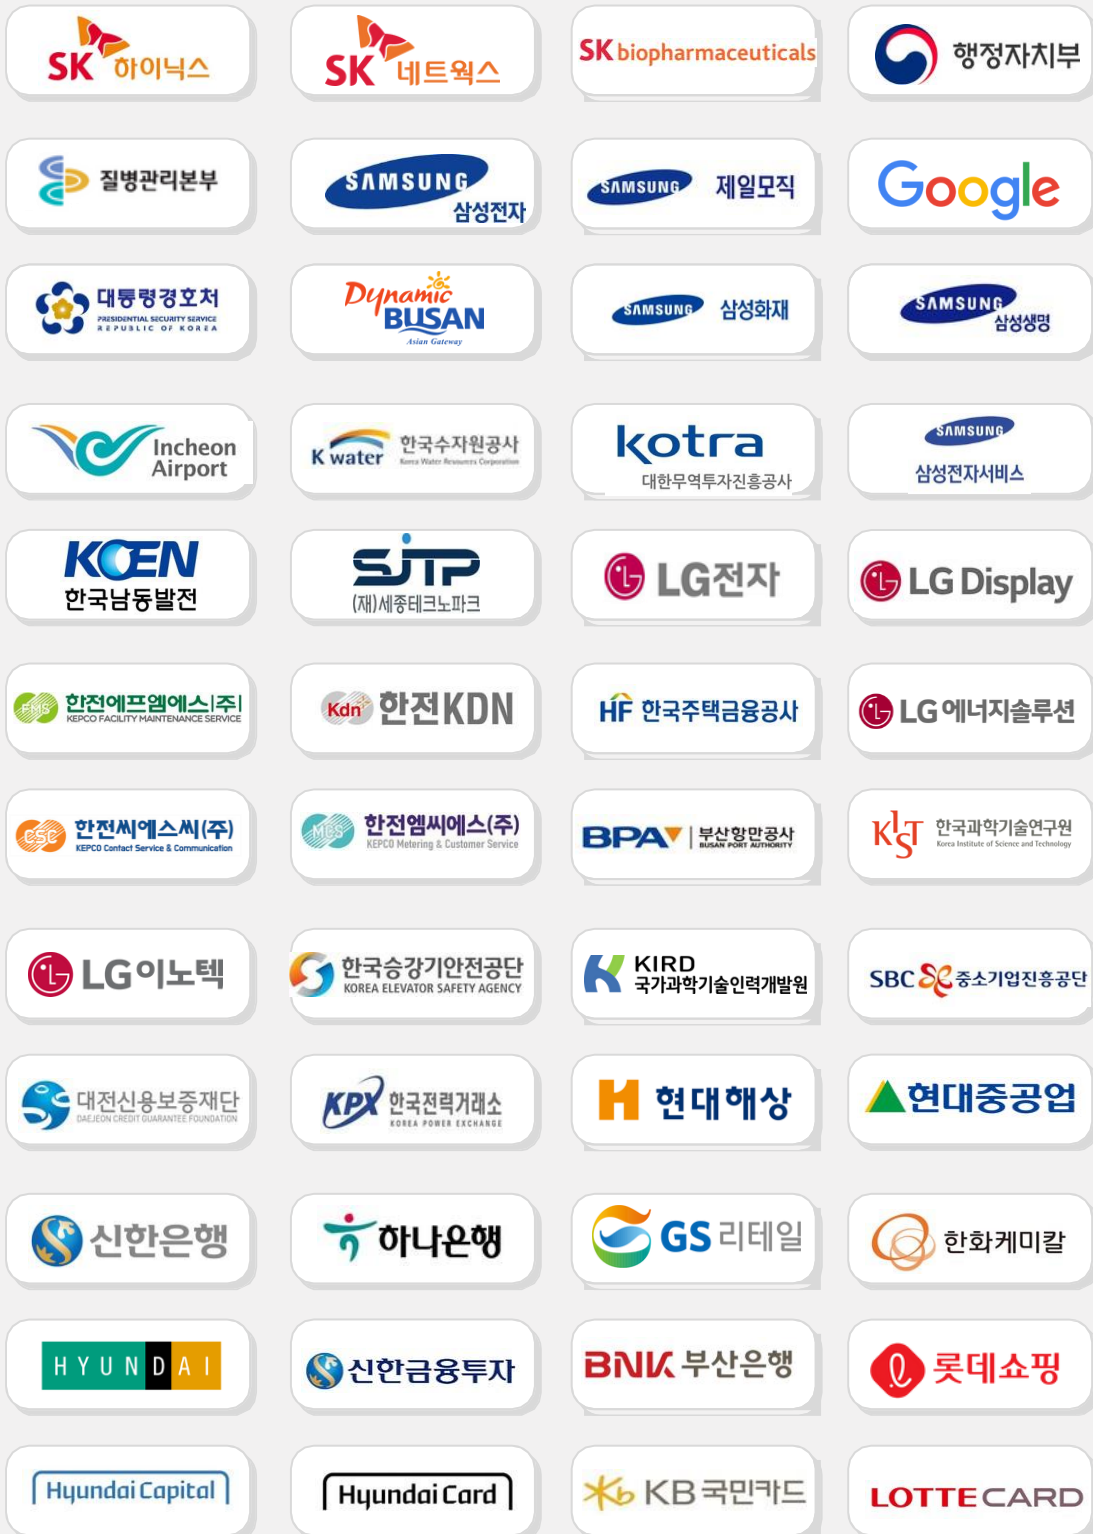 SK 하이닉스
SK 네트웍스
SK biopharmaceuticals
행정자치부
질병관리본부
SAMSUNG
삼성전자
SAMSUNG 제일모직
Google
대통령경호처
PRESIDENTIAL SECURITY SERVICE
REPUBLIC OF KOREA
Dynamic
BUSAN
Asian Gateway
SAMSUNG 삼성화재
SAMSUNG
삼성생명
Incheon
Airport
K water 한국수자원공사
Korea Water Resources Corporation
kotra
대한무역투자진흥공사
SAMSUNG
삼성전자서비스
KOEN
한국남동발전
SJTP
(재)세종테크노파크
LG전자
LG Display
FMS 한전에프엠에스(주)
KEPCO FACILITY MAINTENANCE SERVICE
Kdn 한전KDN
HF 한국주택금융공사
LG에너지솔루션
CSC 한전씨에스씨(주)
KEPCO Contact Service & Communication
MCS 한전엠씨에스(주)
KEPCO Metering & Customer Service
BPA 부산항만공사
BUSAN PORT AUTHORITY
KIST 한국과학기술연구원
Korea Institute of Science and Technology
LG이노텍
한국승강기안전공단
KOREA ELEVATOR SAFETY AGENCY
KIRD
국가과학기술인력개발원
SBC 중소기업진흥공단
대전신용보증재단
DAEJEON CREDIT GUARANTEE FOUNDATION
KPX 한국전력거래소
KOREA POWER EXCHANGE
현대해상
현대중공업
신한은행
하나은행
GS리테일
한화케미칼
HYUNDAI
신한금융투자
BNK 부산은행
롯데쇼핑
Hyundai Capital
Hyundai Card
Kb KB국민카드
LOTTE CARD